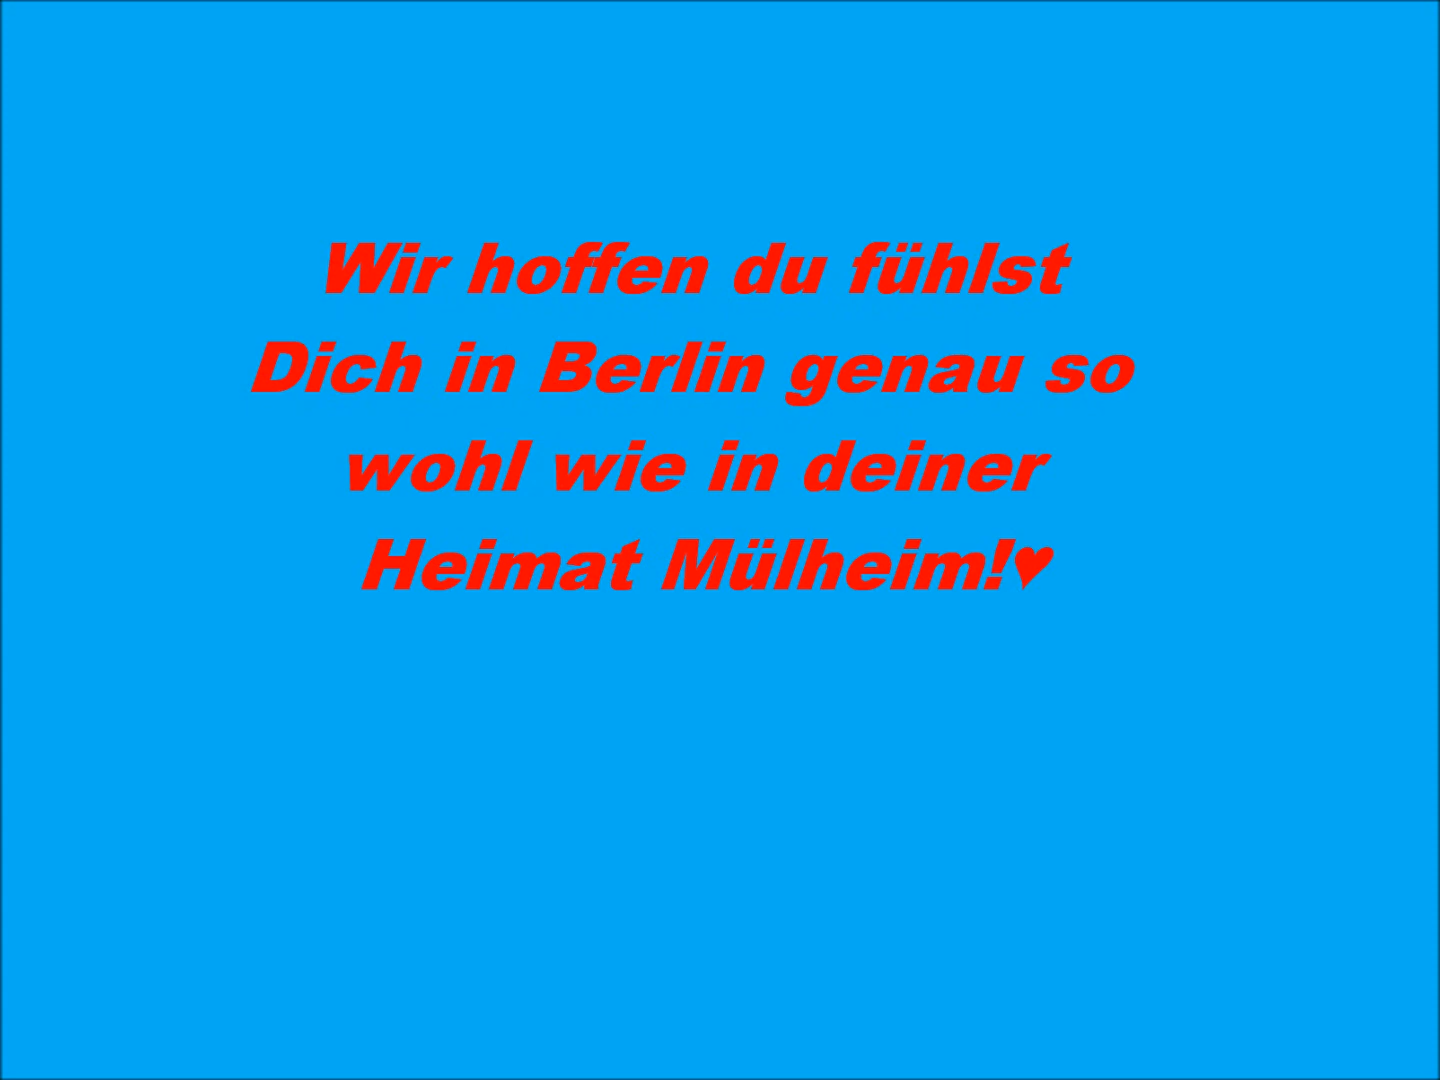 Wir hoffen du fühlst
Dich in Berlin genau so
wohl wie in deiner
Heimat Mülheim!♥